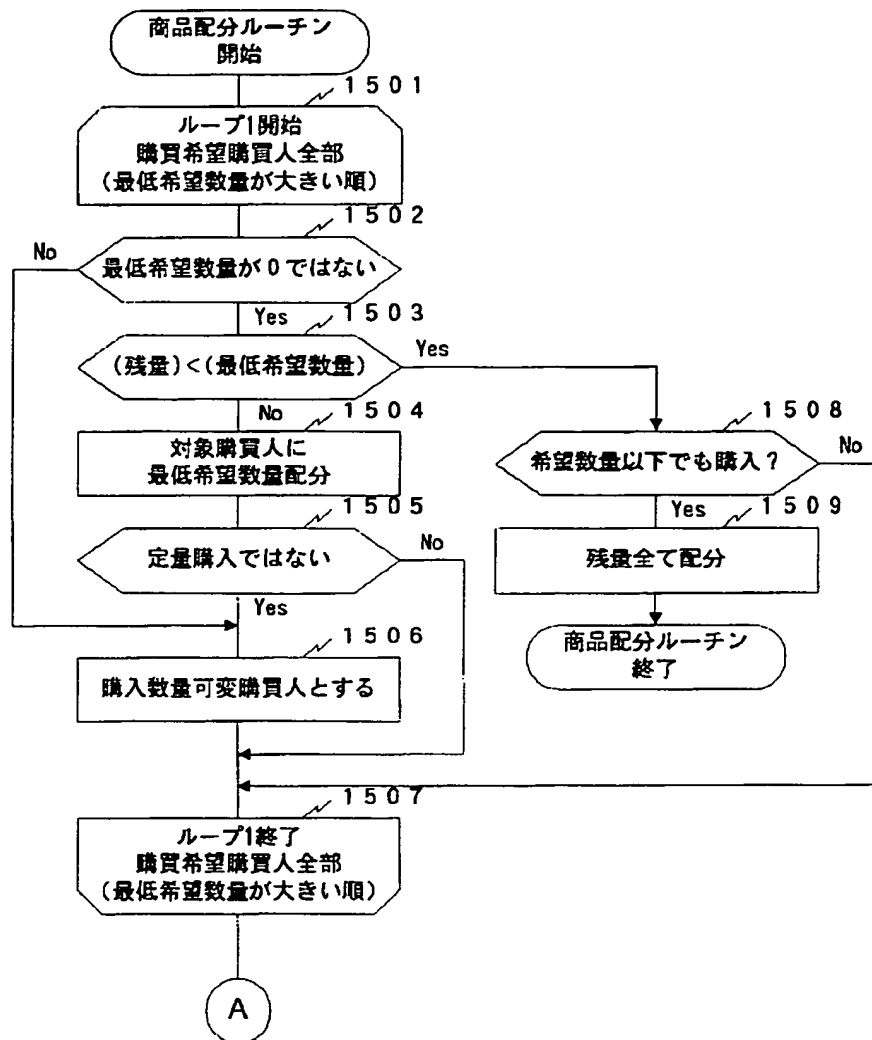 商品配分ルーチン
開始
1501
ループ1開始
購買希望購買人全部
(最低希望数量が大きい順)
1502
No
最低希望数量が0ではない
Yes
1503
(残量)<(最低希望数量)
Yes
No
1504
対象購買人に
最低希望数量配分
1505
定量購入ではない
No
Yes
1506
購入数量可変購買人とする
1507
ループ1終了
購買希望購買人全部
(最低希望数量が大きい順)
A
1508
希望数量以下でも購入?
No
Yes
1509
残量全て配分
商品配分ルーチン
終了